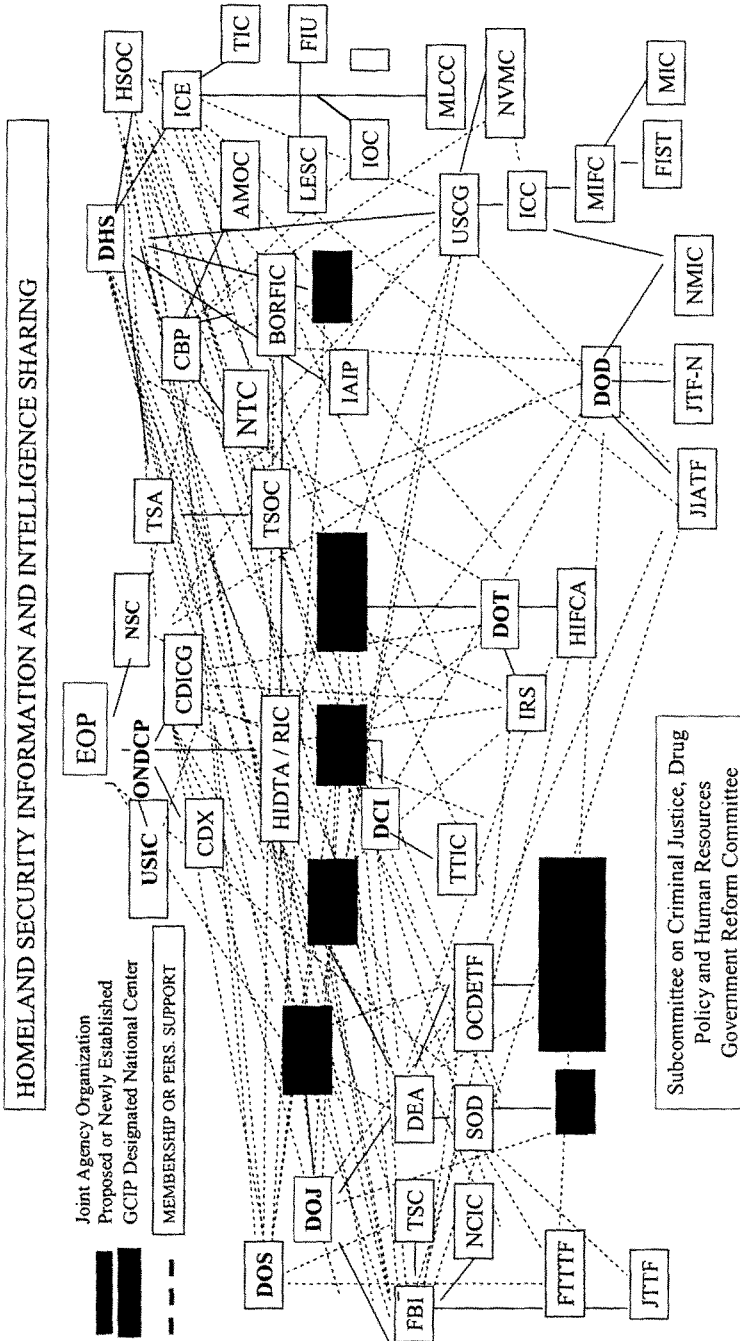 HOMELAND SECURITY INFORMATION AND INTELLIGENCE SHARING
Joint Agency Organization
Proposed or Newly Established
GCIP Designated National Center
MEMBERSHIP OR PERS. SUPPORT
EOP
NSC
USIC
ONDCP
CDX
CDICG
TSA
DHS
HSOC
ICE
TIC
FIU
CBP
AMOC
NTC
BORFIC
LESC
IOC
MLCC
IAIP
TSOC
HIDTA / RIC
DOS
DOJ
DCI
TTIC
USCG
NVMC
ICC
MIFC
MIC
FIST
NMIC
DOD
JTF-N
JIATF
DOT
IRS
HIFCA
DEA
OCDETF
SOD
TSC
NCIC
FBI
FTTTF
JTTF
Subcommittee on Criminal Justice, Drug
Policy and Human Resources
Government Reform Committee